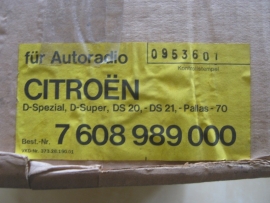 für Autoradio
0953601
CITROËN
D-Spezial, D-Super, DS 20,- DS 21.- Pallas - 70
Best.-Nr. 7 608 989 000